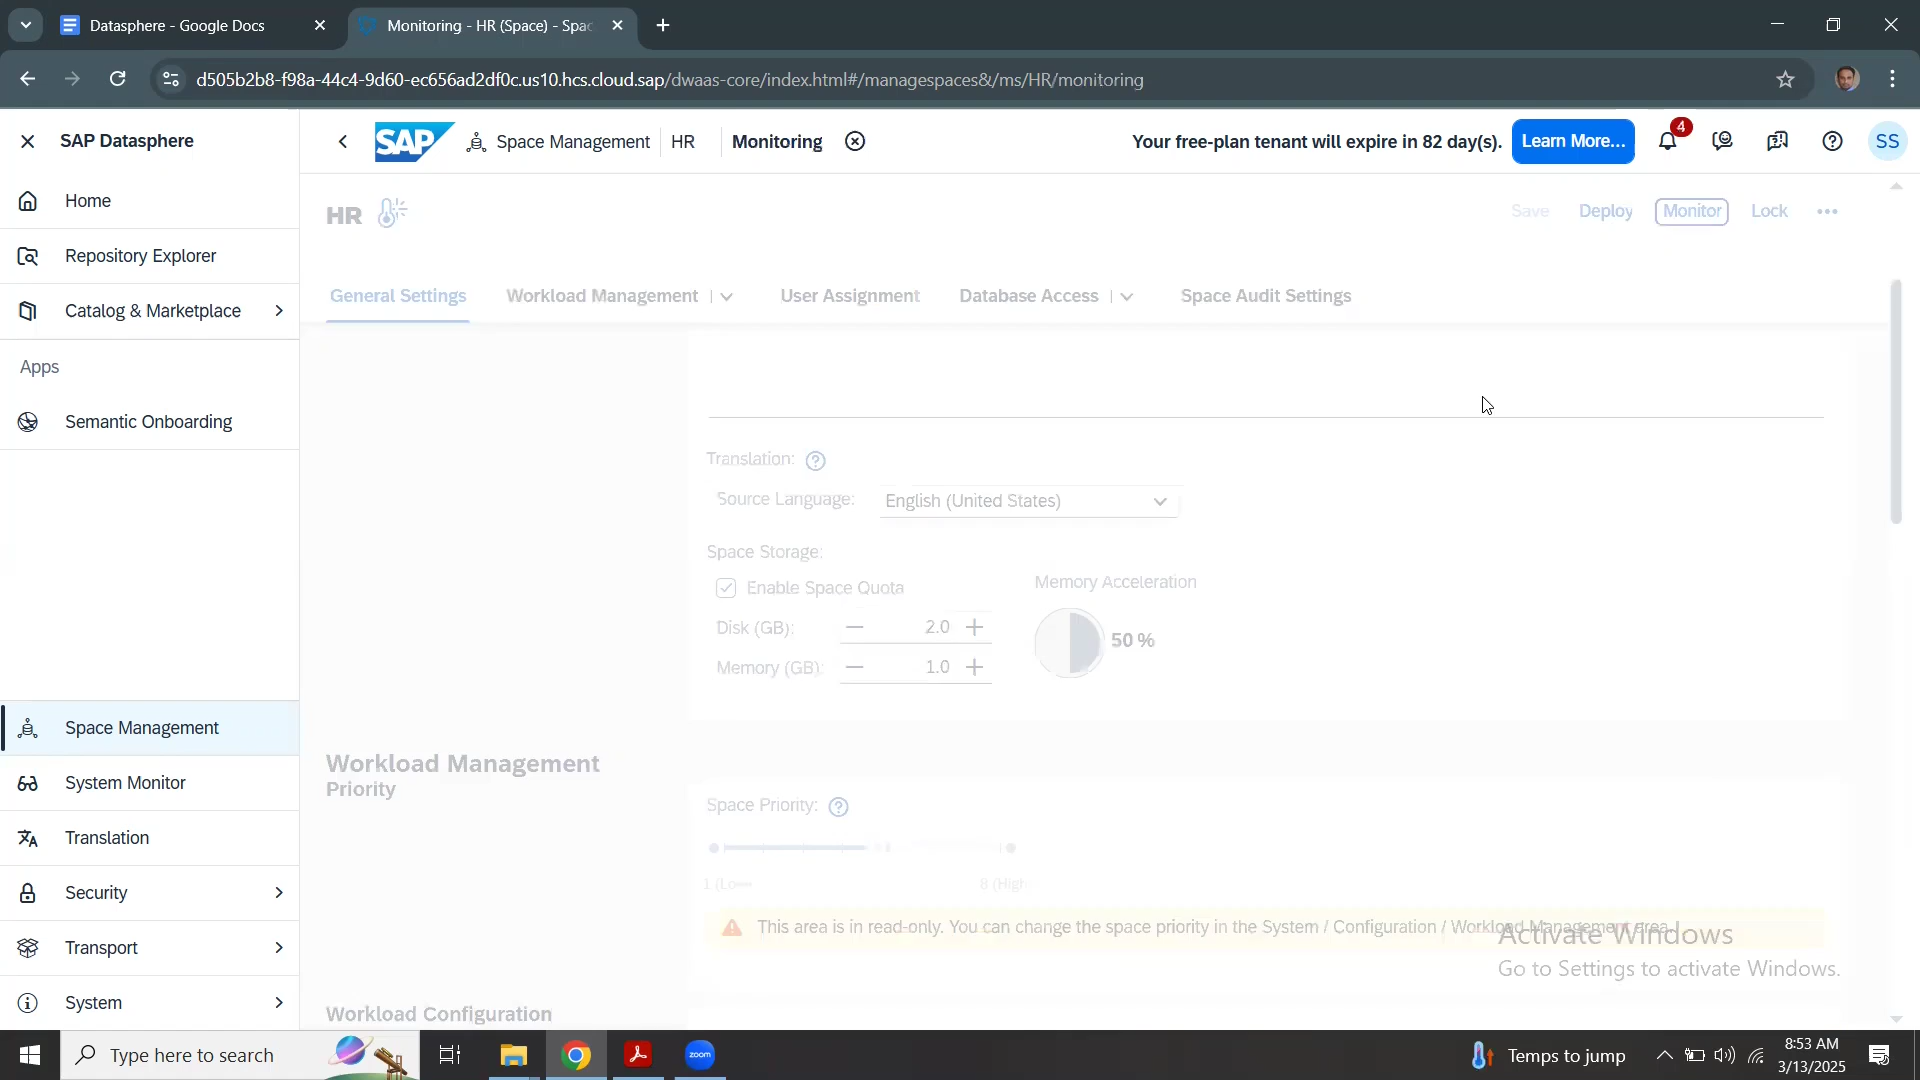 Datasphere - Google Docs
Monitoring - HR (Space) - Spac
d505b2b8-f98a-44c4-9d60-ec656ad2df0c.us10.hcs.cloud.sap/dwaas-core/index.html#/managespaces&/ms/HR/monitoring
SAP Datasphere
SAP
Space Management
HR
Monitoring
Your free-plan tenant will expire in 82 day(s).
Learn More...
4
SS
Home
Repository Explorer
Catalog & Marketplace
Apps
Semantic Onboarding
Space Management
System Monitor
Translation
Security
Transport
System
HR
Save
Deploy
Monitor
Lock
General Settings
Workload Management
User Assignment
Database Access
Space Audit Settings
Translation:
Source Language:
English (United States)
Space Storage:
Enable Space Quota
Memory Acceleration
Disk (GB):
2.0
50 %
Memory (GB):
1.0
Workload Management
Priority
Space Priority:
1 (Low
8 (High
This area is in read-only. You can change the space priority in the System / Configuration / Workload Management area.
Activate Windows
Go to Settings to activate Windows.
Workload Configuration
Type here to search
zoom
Temps to jump
8:53 AM
3/13/2025